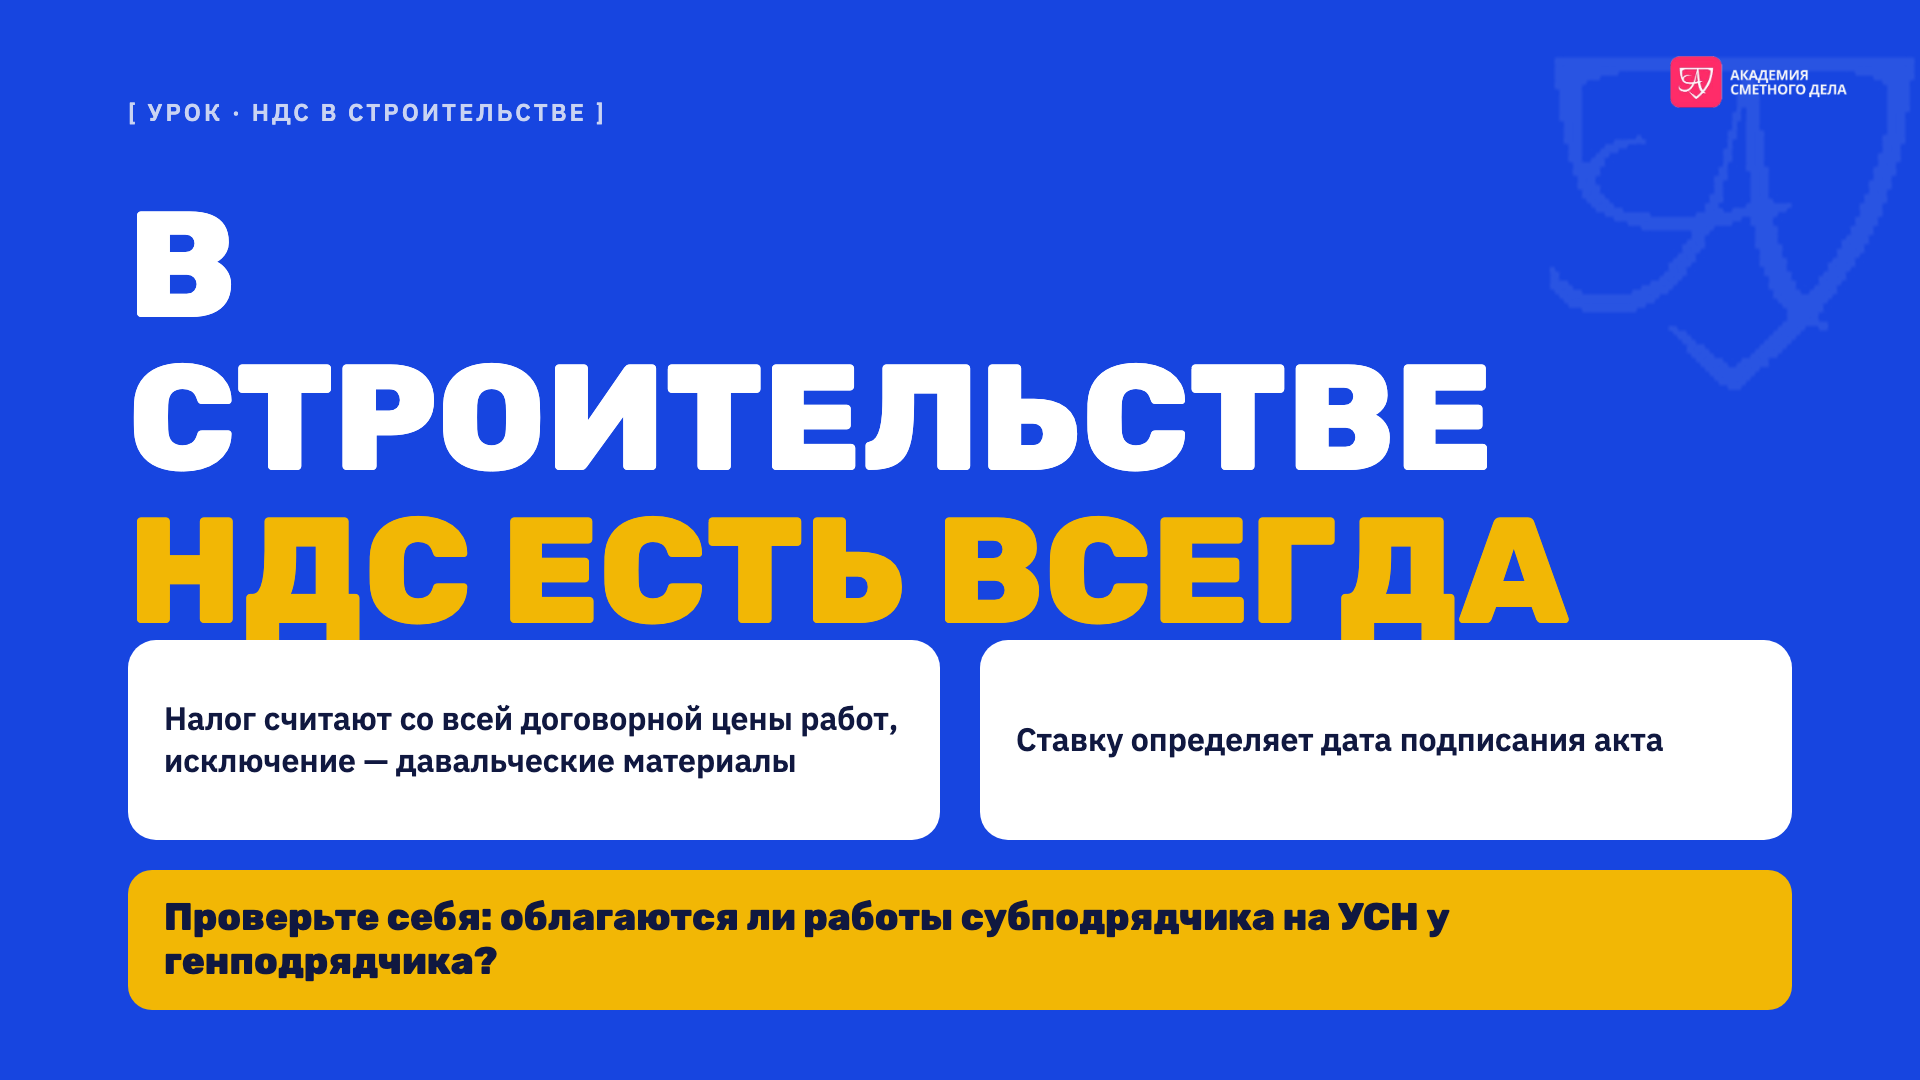 [ УРОК · НДС В СТРОИТЕЛЬСТВЕ ]
АКАДЕМИЯ
СМЕТНОГО ДЕЛА
В
СТРОИТЕЛЬСТВЕ
НДС ЕСТЬ ВСЕГДА
Налог считают со всей договорной цены работ,
исключение — давальческие материалы
Ставку определяет дата подписания акта
Проверьте себя: облагаются ли работы субподрядчика на УСН у
генподрядчика?